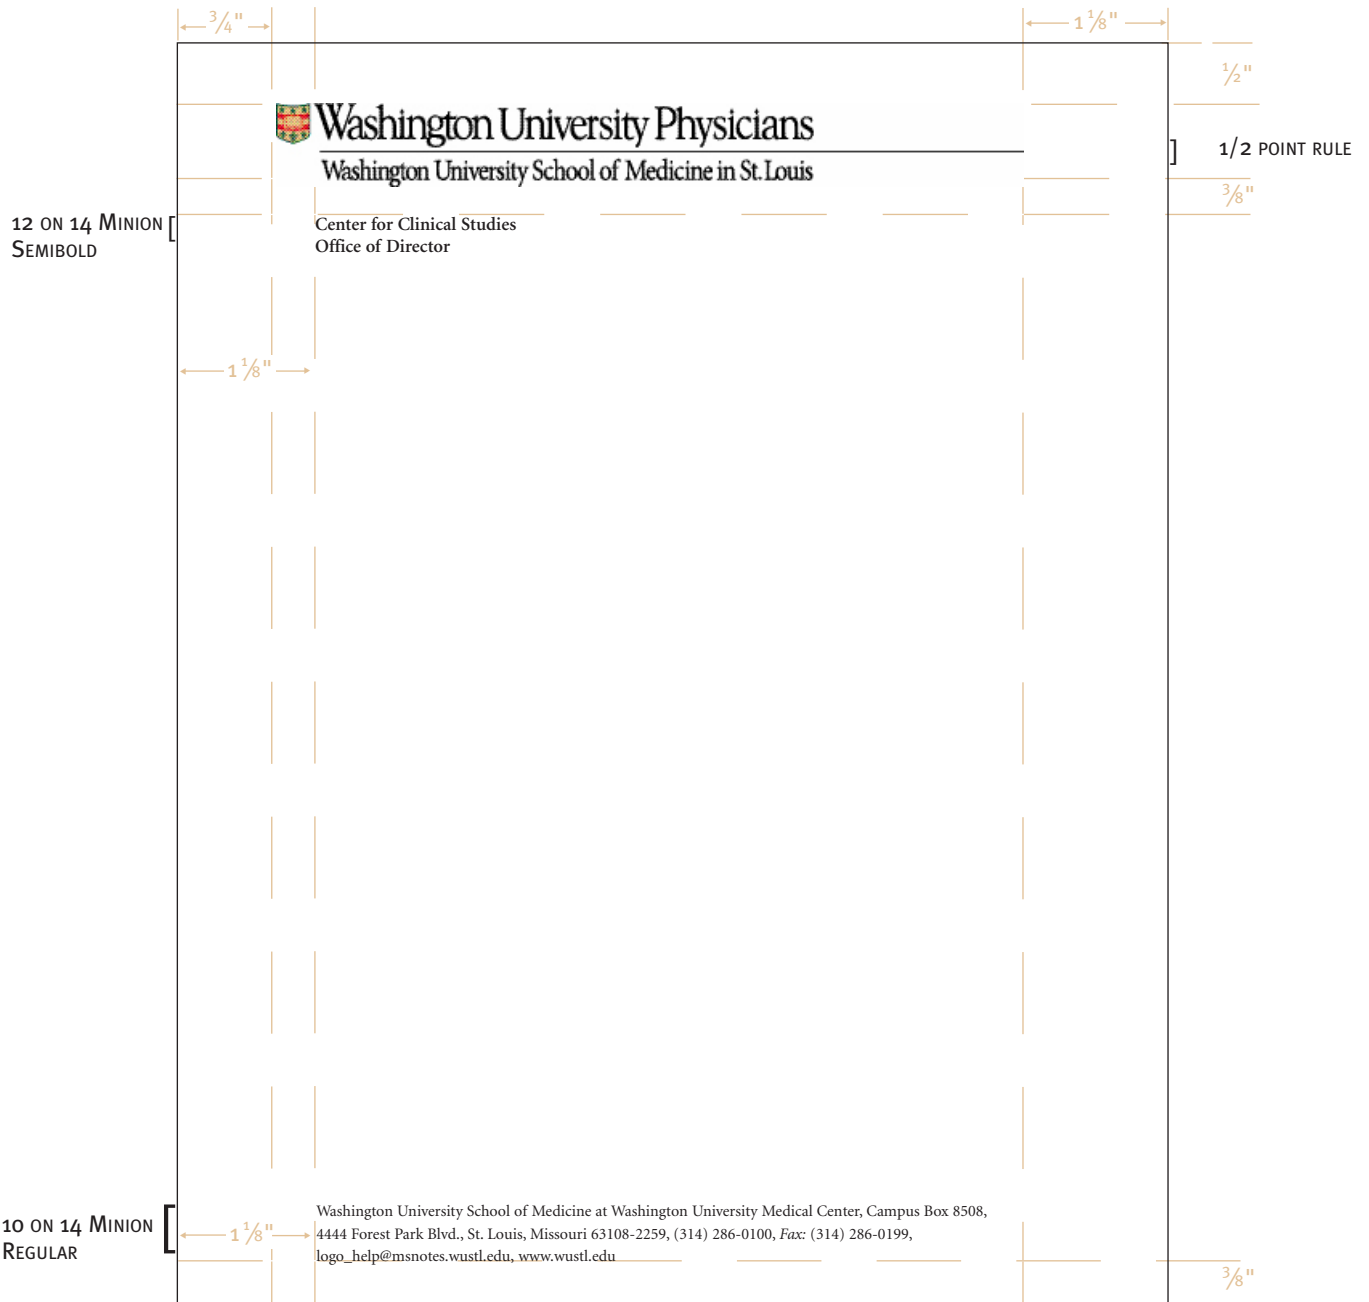 3/4"
1 1/8"
1/2"
Washington University Physicians
1/2 POINT RULE
Washington University School of Medicine in St. Louis
3/8"
12 ON 14 MINION
SEMIBOLD
Center for Clinical Studies
Office of Director
1 1/8"
10 ON 14 MINION
REGULAR
1 1/8"
Washington University School of Medicine at Washington University Medical Center, Campus Box 8508,
4444 Forest Park Blvd., St. Louis, Missouri 63108-2259, (314) 286-0100, Fax: (314) 286-0199,
logo_help@msnotes.wustl.edu, www.wustl.edu
3/8"